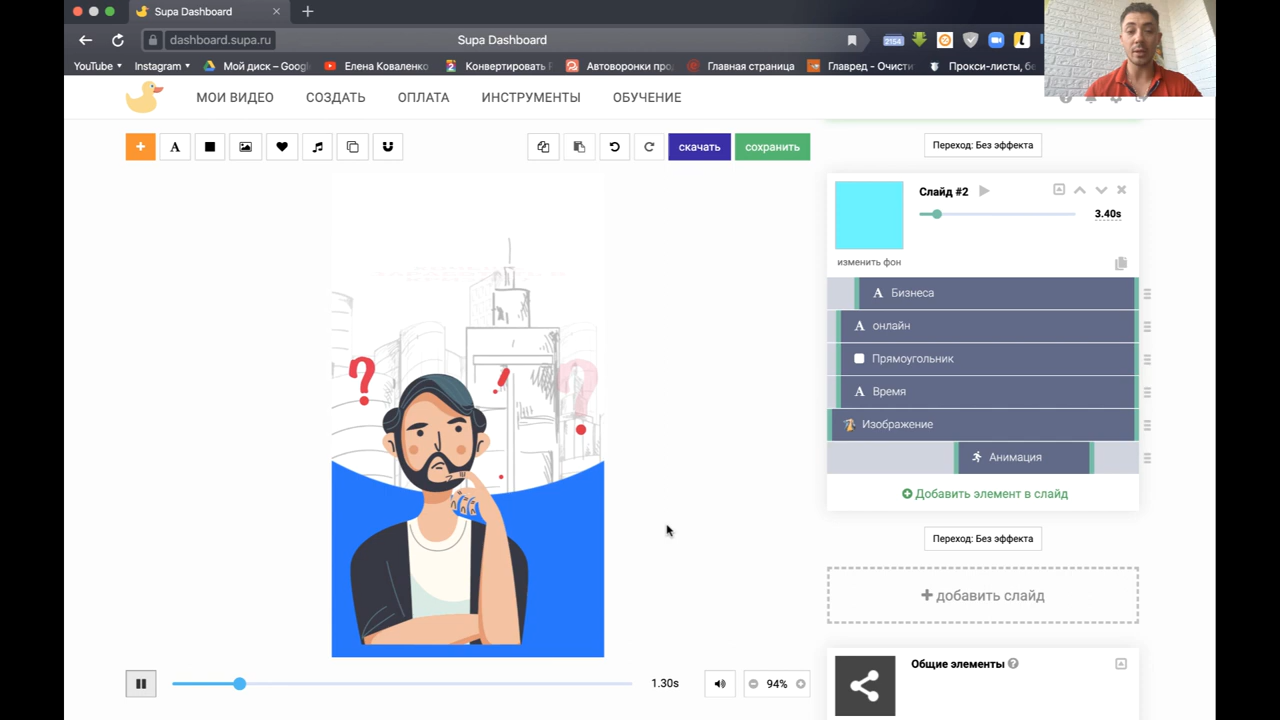 Supa Dashboard
dashboard.supa.ru
Supa Dashboard
2154
YouTube
Instagram
Мой диск – Google
Елена Коваленко
Конвертировать
Автоворонки про
Главная страница
Главред - Очисти
Прокси-листы, бе
МОИ ВИДЕО
СОЗДАТЬ
ОПЛАТА
ИНСТРУМЕНТЫ
ОБУЧЕНИЕ
A
скачать
сохранить
Переход: Без эффекта
Слайд #2
3.40s
изменить фон
A Бизнеса
A онлайн
Прямоугольник
A Время
Изображение
Анимация
Добавить элемент в слайд
Переход: Без эффекта
+ добавить слайд
Общие элементы
1.30s
94%
? ! ?